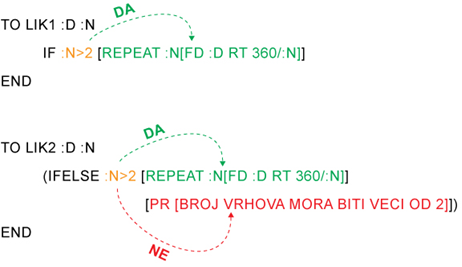 TO LIK1 :D :N
DA
IF :N>2 [REPEAT :N[FD :D RT 360/:N]]
END
TO LIK2 :D :N
DA
(IFELSE :N>2 [REPEAT :N[FD :D RT 360/:N]]
[PR [BROJ VRHOVA MORA BITI VECI OD 2]])
END
NE